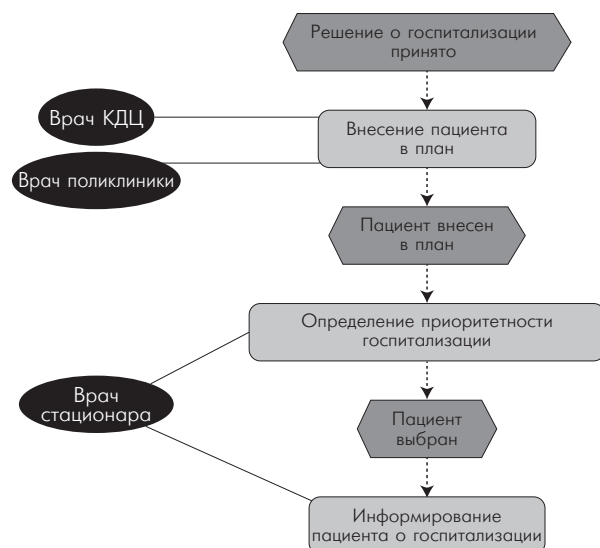 Решение о госпитализации
принято
Врач КДЦ
Внесение пациента
в план
Врач поликлиники
Пациент внесен
в план
Определение приоритетности
госпитализации
Врач
стационара
Пациент
выбран
Информирование
пациента о госпитализации